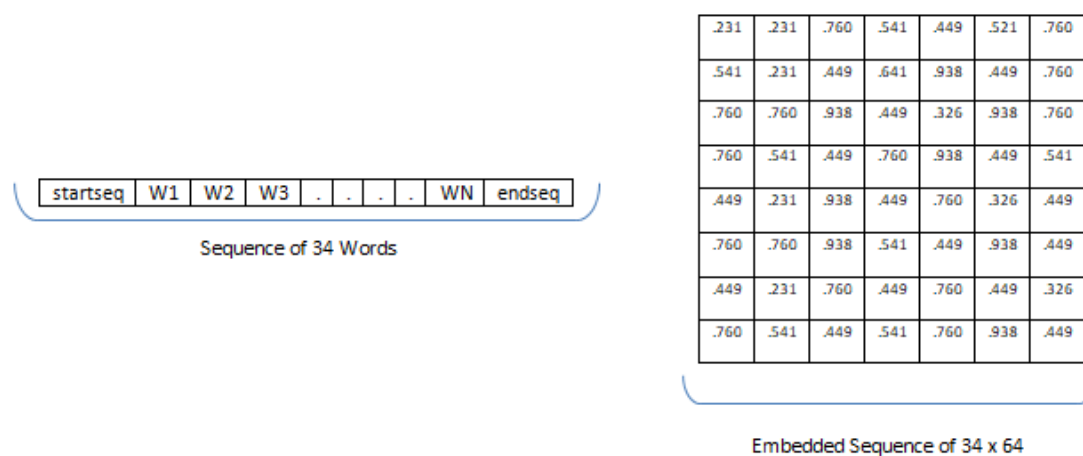 startseq W1 W2 W3 . . . . WN endseq
Sequence of 34 Words
.231 .231 .760 .541 .449 .521 .760
.541 .231 .449 .641 .938 .449 .760
.760 .760 .938 .449 .326 .938 .760
.760 .541 .449 .760 .938 .449 .541
.449 .231 .938 .449 .760 .326 .449
.760 .760 .938 .541 .449 .938 .449
.449 .231 .760 .449 .760 .449 .326
.760 .541 .449 .541 .760 .938 .449
Embedded Sequence of 34 x 64